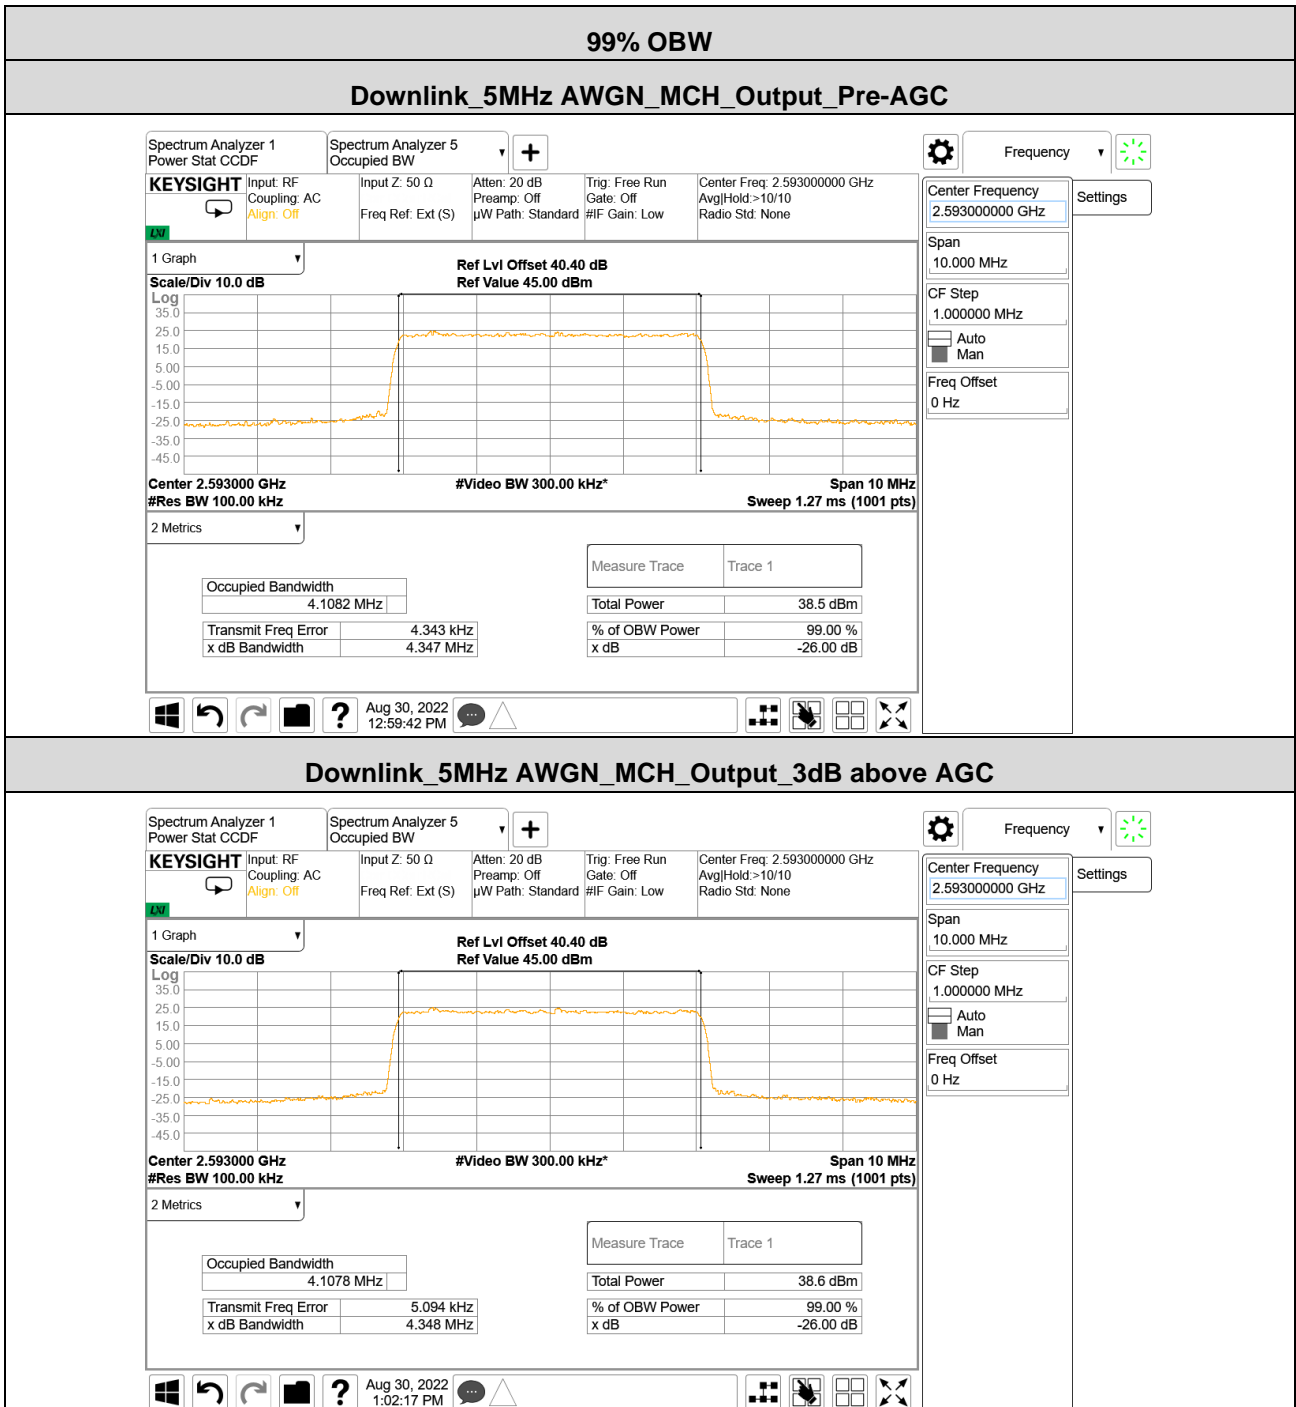 99% OBW
Downlink_5MHz AWGN_MCH_Output_Pre-AGC
Spectrum Analyzer 1
Power Stat CCDF
Spectrum Analyzer 5
Occupied BW
Frequency
KEYSIGHT
LXI
Input: RF
Coupling: AC
Align: Off
Input Z: 50 Ω
Freq Ref: Ext (S)
Atten: 20 dB
Preamp: Off
µW Path: Standard
Trig: Free Run
Gate: Off
#IF Gain: Low
Center Freq: 2.593000000 GHz
Avg|Hold:>10/10
Radio Std: None
Center Frequency
2.593000000 GHz
Settings
Span
10.000 MHz
CF Step
1.000000 MHz
Auto
Man
Freq Offset
0 Hz
1 Graph
Scale/Div 10.0 dB
Ref Lvl Offset 40.40 dB
Ref Value 45.00 dBm
Log
35.0
25.0
15.0
5.00
-5.00
-15.0
-25.0
-35.0
-45.0
Center 2.593000 GHz
#Res BW 100.00 kHz
#Video BW 300.00 kHz*
Span 10 MHz
Sweep 1.27 ms (1001 pts)
2 Metrics
Measure Trace Trace 1
Occupied Bandwidth
4.1082 MHz
Total Power 38.5 dBm
Transmit Freq Error 4.343 kHz
x dB Bandwidth 4.347 MHz
% of OBW Power 99.00 %
x dB -26.00 dB
?
Aug 30, 2022
12:59:42 PM
Downlink_5MHz AWGN_MCH_Output_3dB above AGC
Spectrum Analyzer 1
Power Stat CCDF
Spectrum Analyzer 5
Occupied BW
Frequency
KEYSIGHT
LXI
Input: RF
Coupling: AC
Align: Off
Input Z: 50 Ω
Freq Ref: Ext (S)
Atten: 20 dB
Preamp: Off
µW Path: Standard
Trig: Free Run
Gate: Off
#IF Gain: Low
Center Freq: 2.593000000 GHz
Avg|Hold:>10/10
Radio Std: None
Center Frequency
2.593000000 GHz
Settings
Span
10.000 MHz
CF Step
1.000000 MHz
Auto
Man
Freq Offset
0 Hz
1 Graph
Scale/Div 10.0 dB
Ref Lvl Offset 40.40 dB
Ref Value 45.00 dBm
Log
35.0
25.0
15.0
5.00
-5.00
-15.0
-25.0
-35.0
-45.0
Center 2.593000 GHz
#Res BW 100.00 kHz
#Video BW 300.00 kHz*
Span 10 MHz
Sweep 1.27 ms (1001 pts)
2 Metrics
Measure Trace Trace 1
Occupied Bandwidth
4.1078 MHz
Total Power 38.6 dBm
Transmit Freq Error 5.094 kHz
x dB Bandwidth 4.348 MHz
% of OBW Power 99.00 %
x dB -26.00 dB
?
Aug 30, 2022
1:02:17 PM